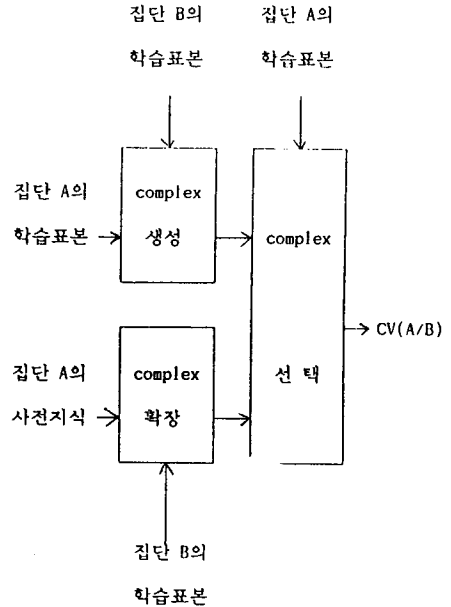 집단 B의
학습표본
집단 A의
학습표본
집단 A의
학습표본
complex
생성
complex
선 택
CV(A/B)
집단 A의
사전지식
complex
확장
집단 B의
학습표본